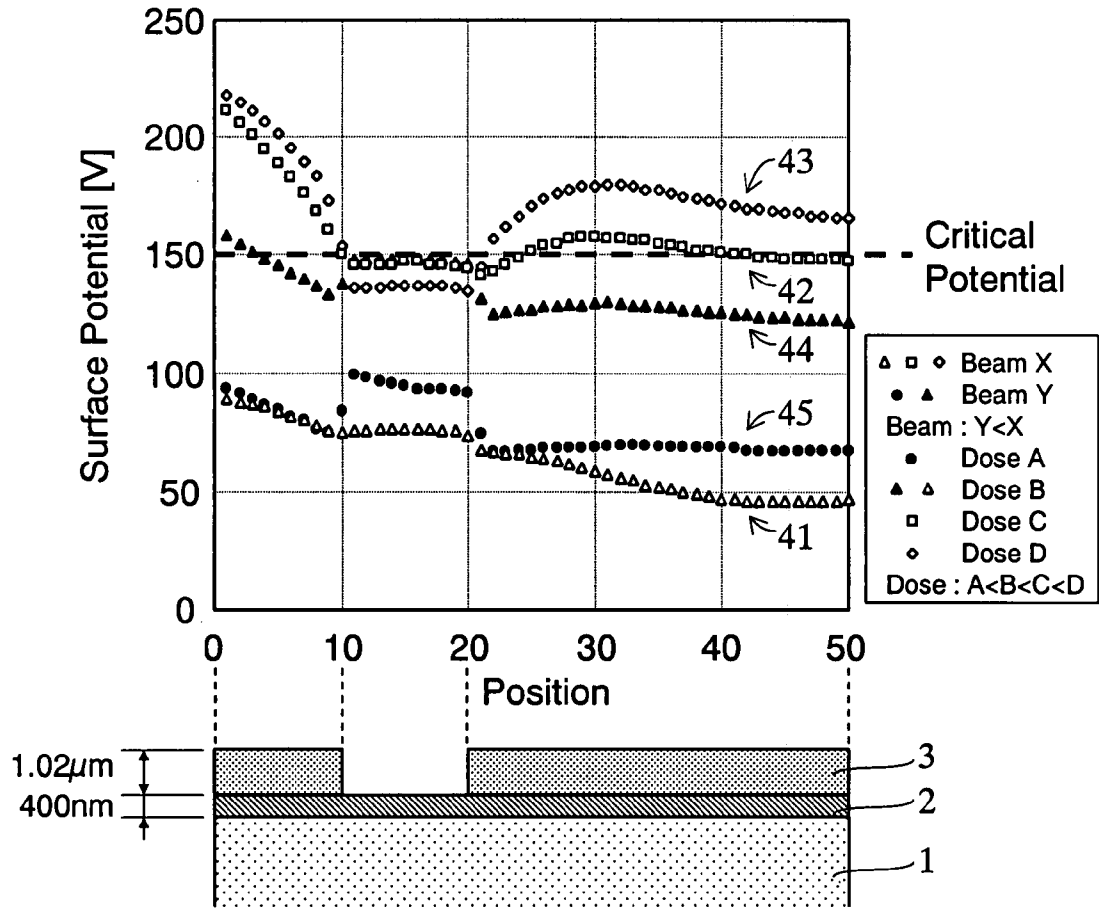 250
200
150
100
50
0
Surface Potential [V]
0 10 20 30 40 50
Position
43
Critical
Potential
42
44
45
41
Beam X
Beam Y
Beam : Y<X
Dose A
Dose B
Dose C
Dose D
Dose : A<B<C<D
1.02μm
400nm
3
2
1